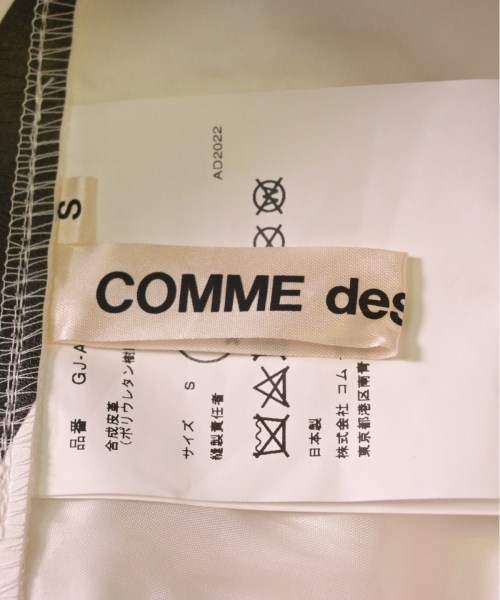 COMME des
S
AD2022
品番 GJ-A
合成皮革
(ポリウレタン樹脂
サイズ S
縫製責任者
日本製
株式会社 コム
東京都港区南青